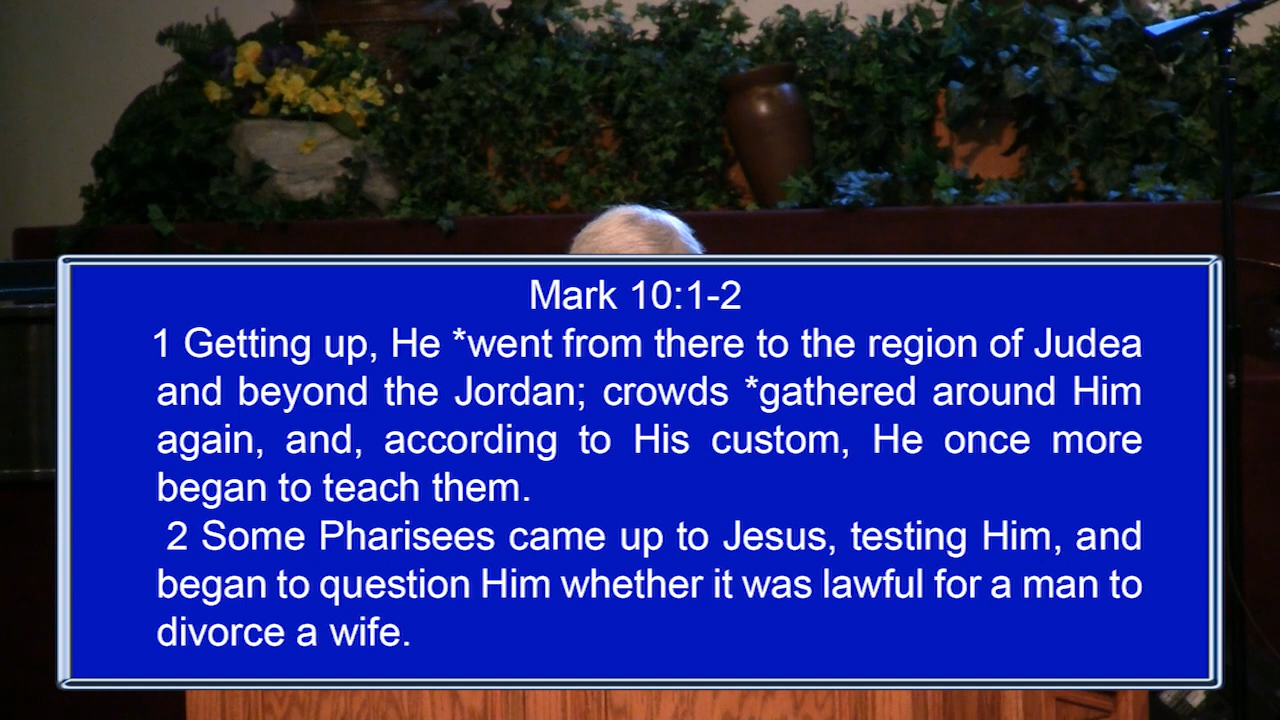 Mark 10:1-2
1 Getting up, He *went from there to the region of Judea
and beyond the Jordan; crowds *gathered around Him
again, and, according to His custom, He once more
began to teach them.
2 Some Pharisees came up to Jesus, testing Him, and
began to question Him whether it was lawful for a man to
divorce a wife.